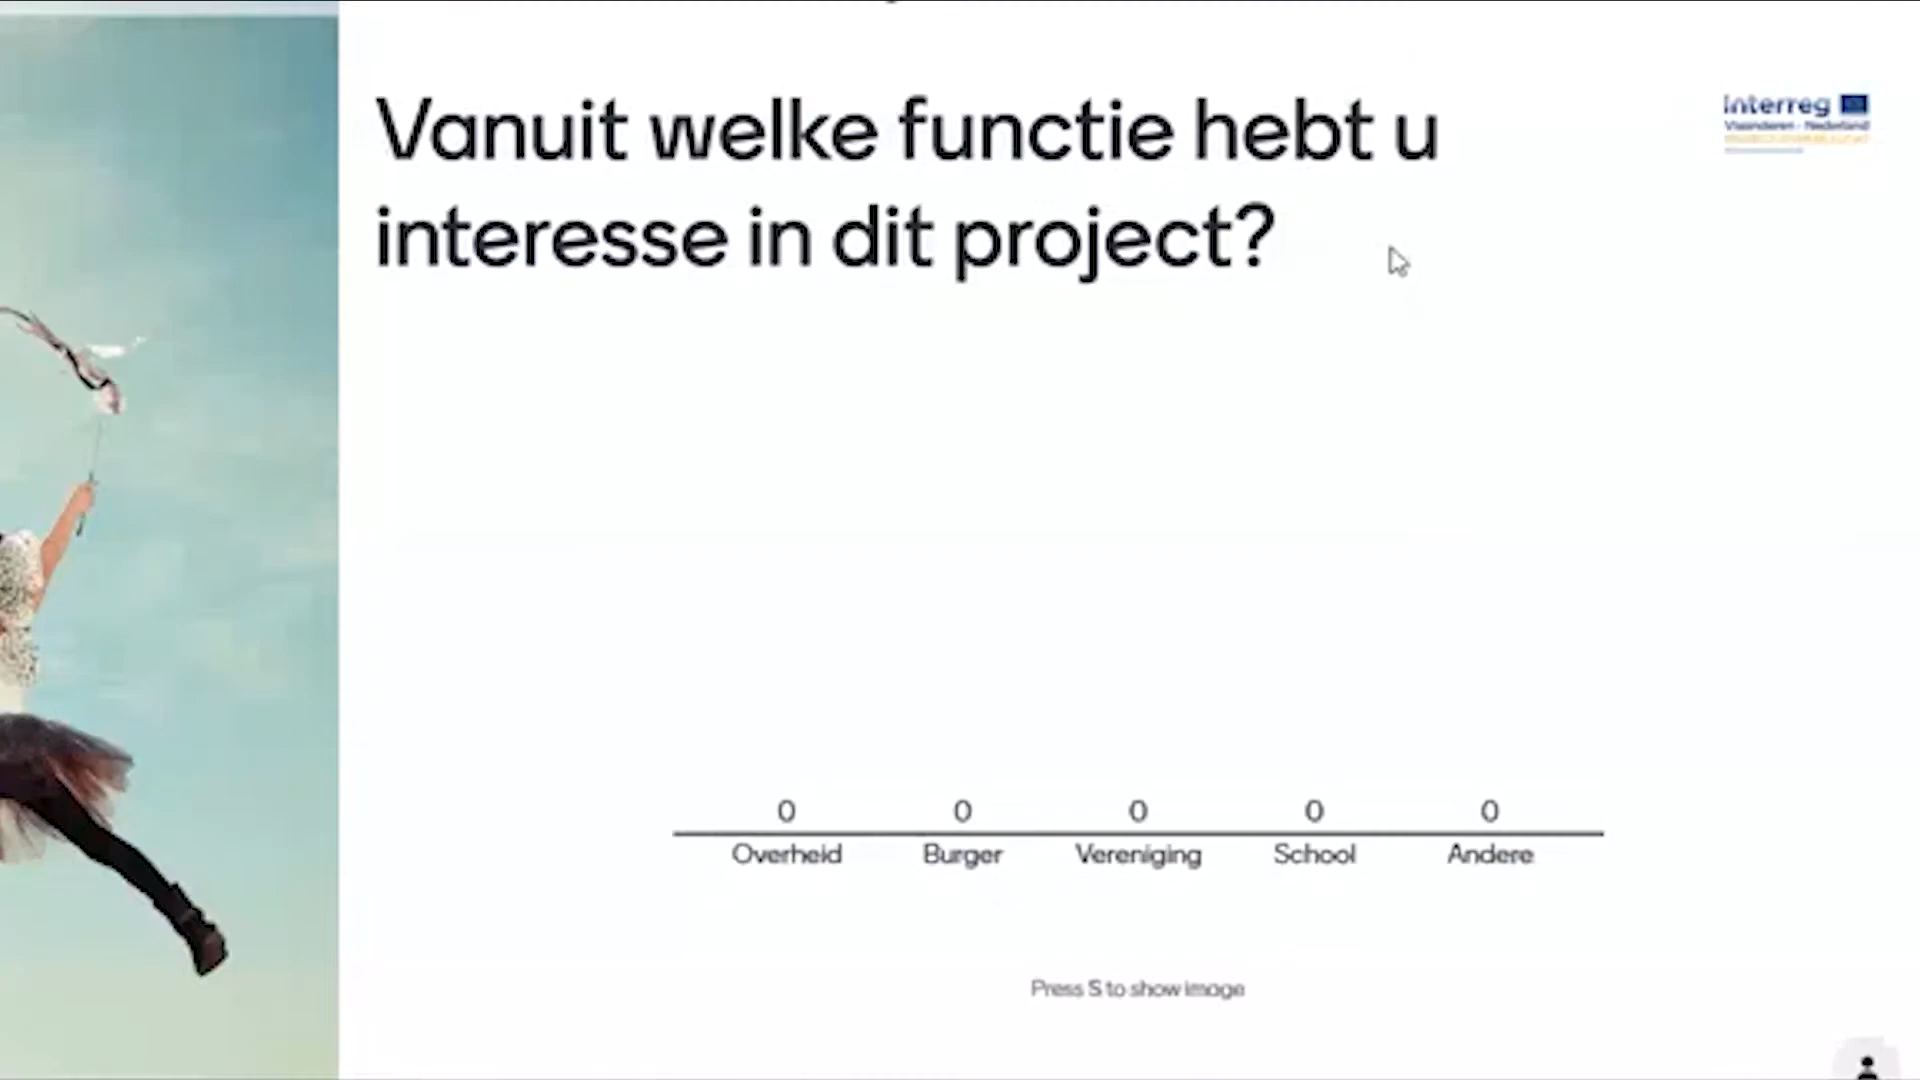 Vanuit welke functie hebt u
interesse in dit project?
Interreg
Vlaanderen - Nederland
0 0 0 0 0
Overheid Burger Vereniging School Andere
Press S to show image